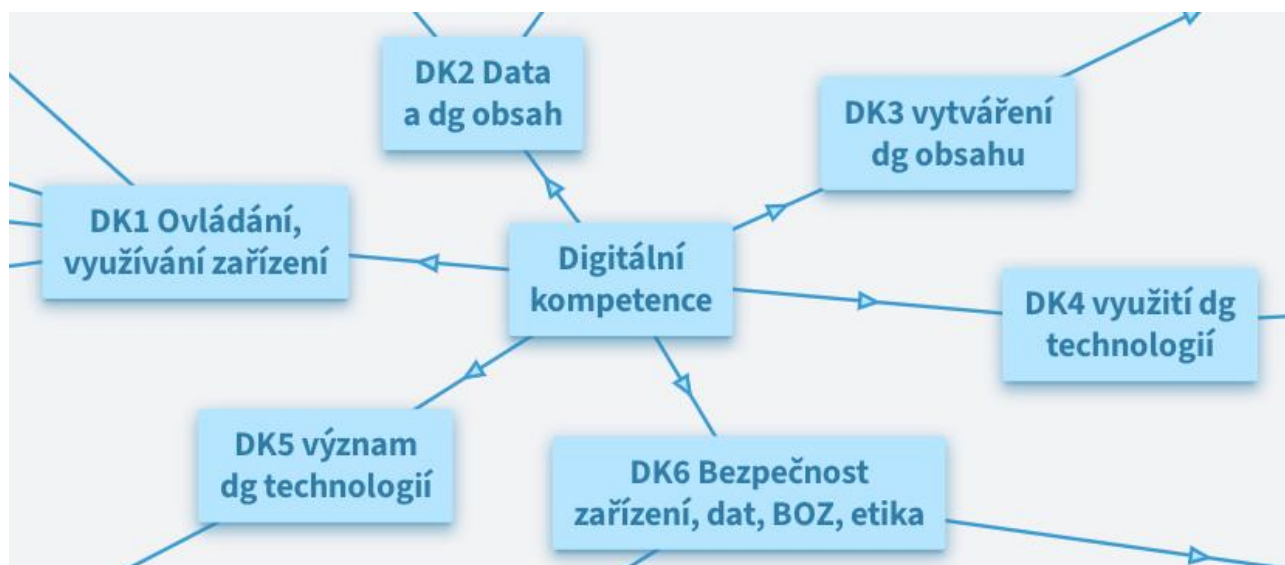 DK2 Data
a dg obsah
DK3 vytváření
dg obsahu
DK1 Ovládání,
využívání zařízení
Digitální
kompetence
DK4 využití dg
technologií
DK5 význam
dg technologií
DK6 Bezpečnost
zařízení, dat, BOZ, etika